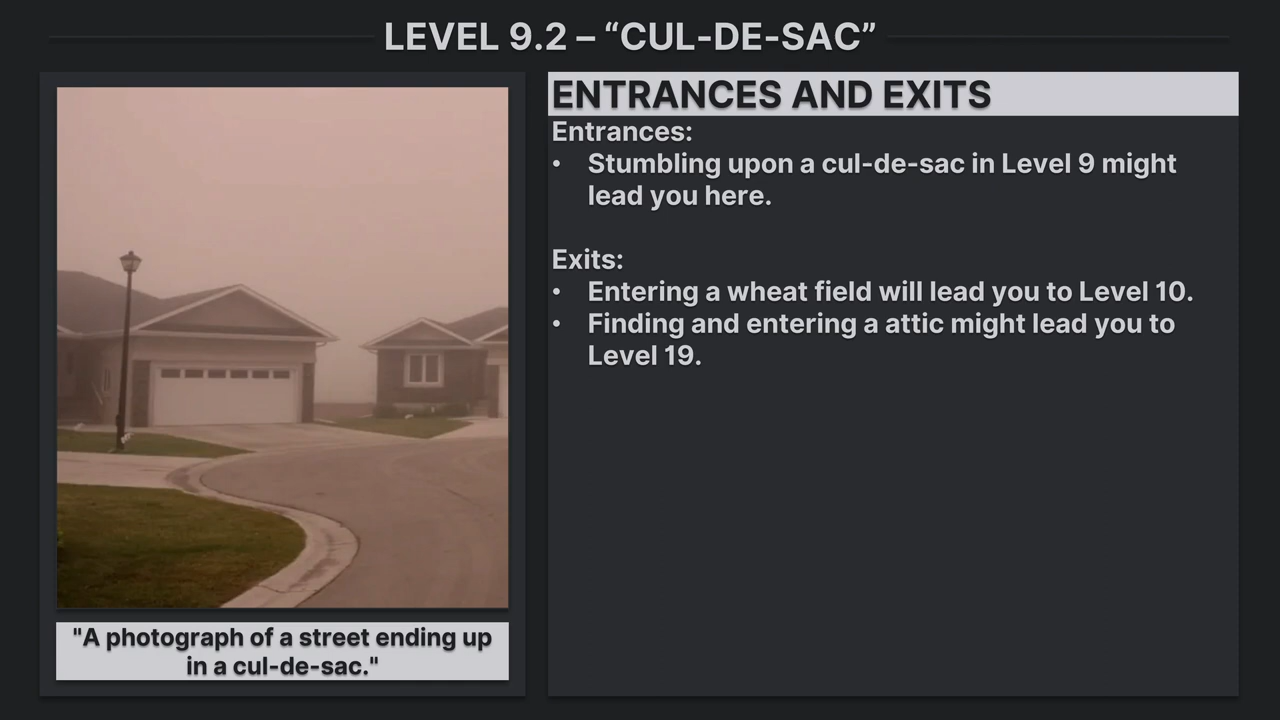 LEVEL 9.2 – “CUL-DE-SAC”
"A photograph of a street ending up
in a cul-de-sac."
ENTRANCES AND EXITS
Entrances:
• Stumbling upon a cul-de-sac in Level 9 might
lead you here.
Exits:
• Entering a wheat field will lead you to Level 10.
• Finding and entering a attic might lead you to
Level 19.